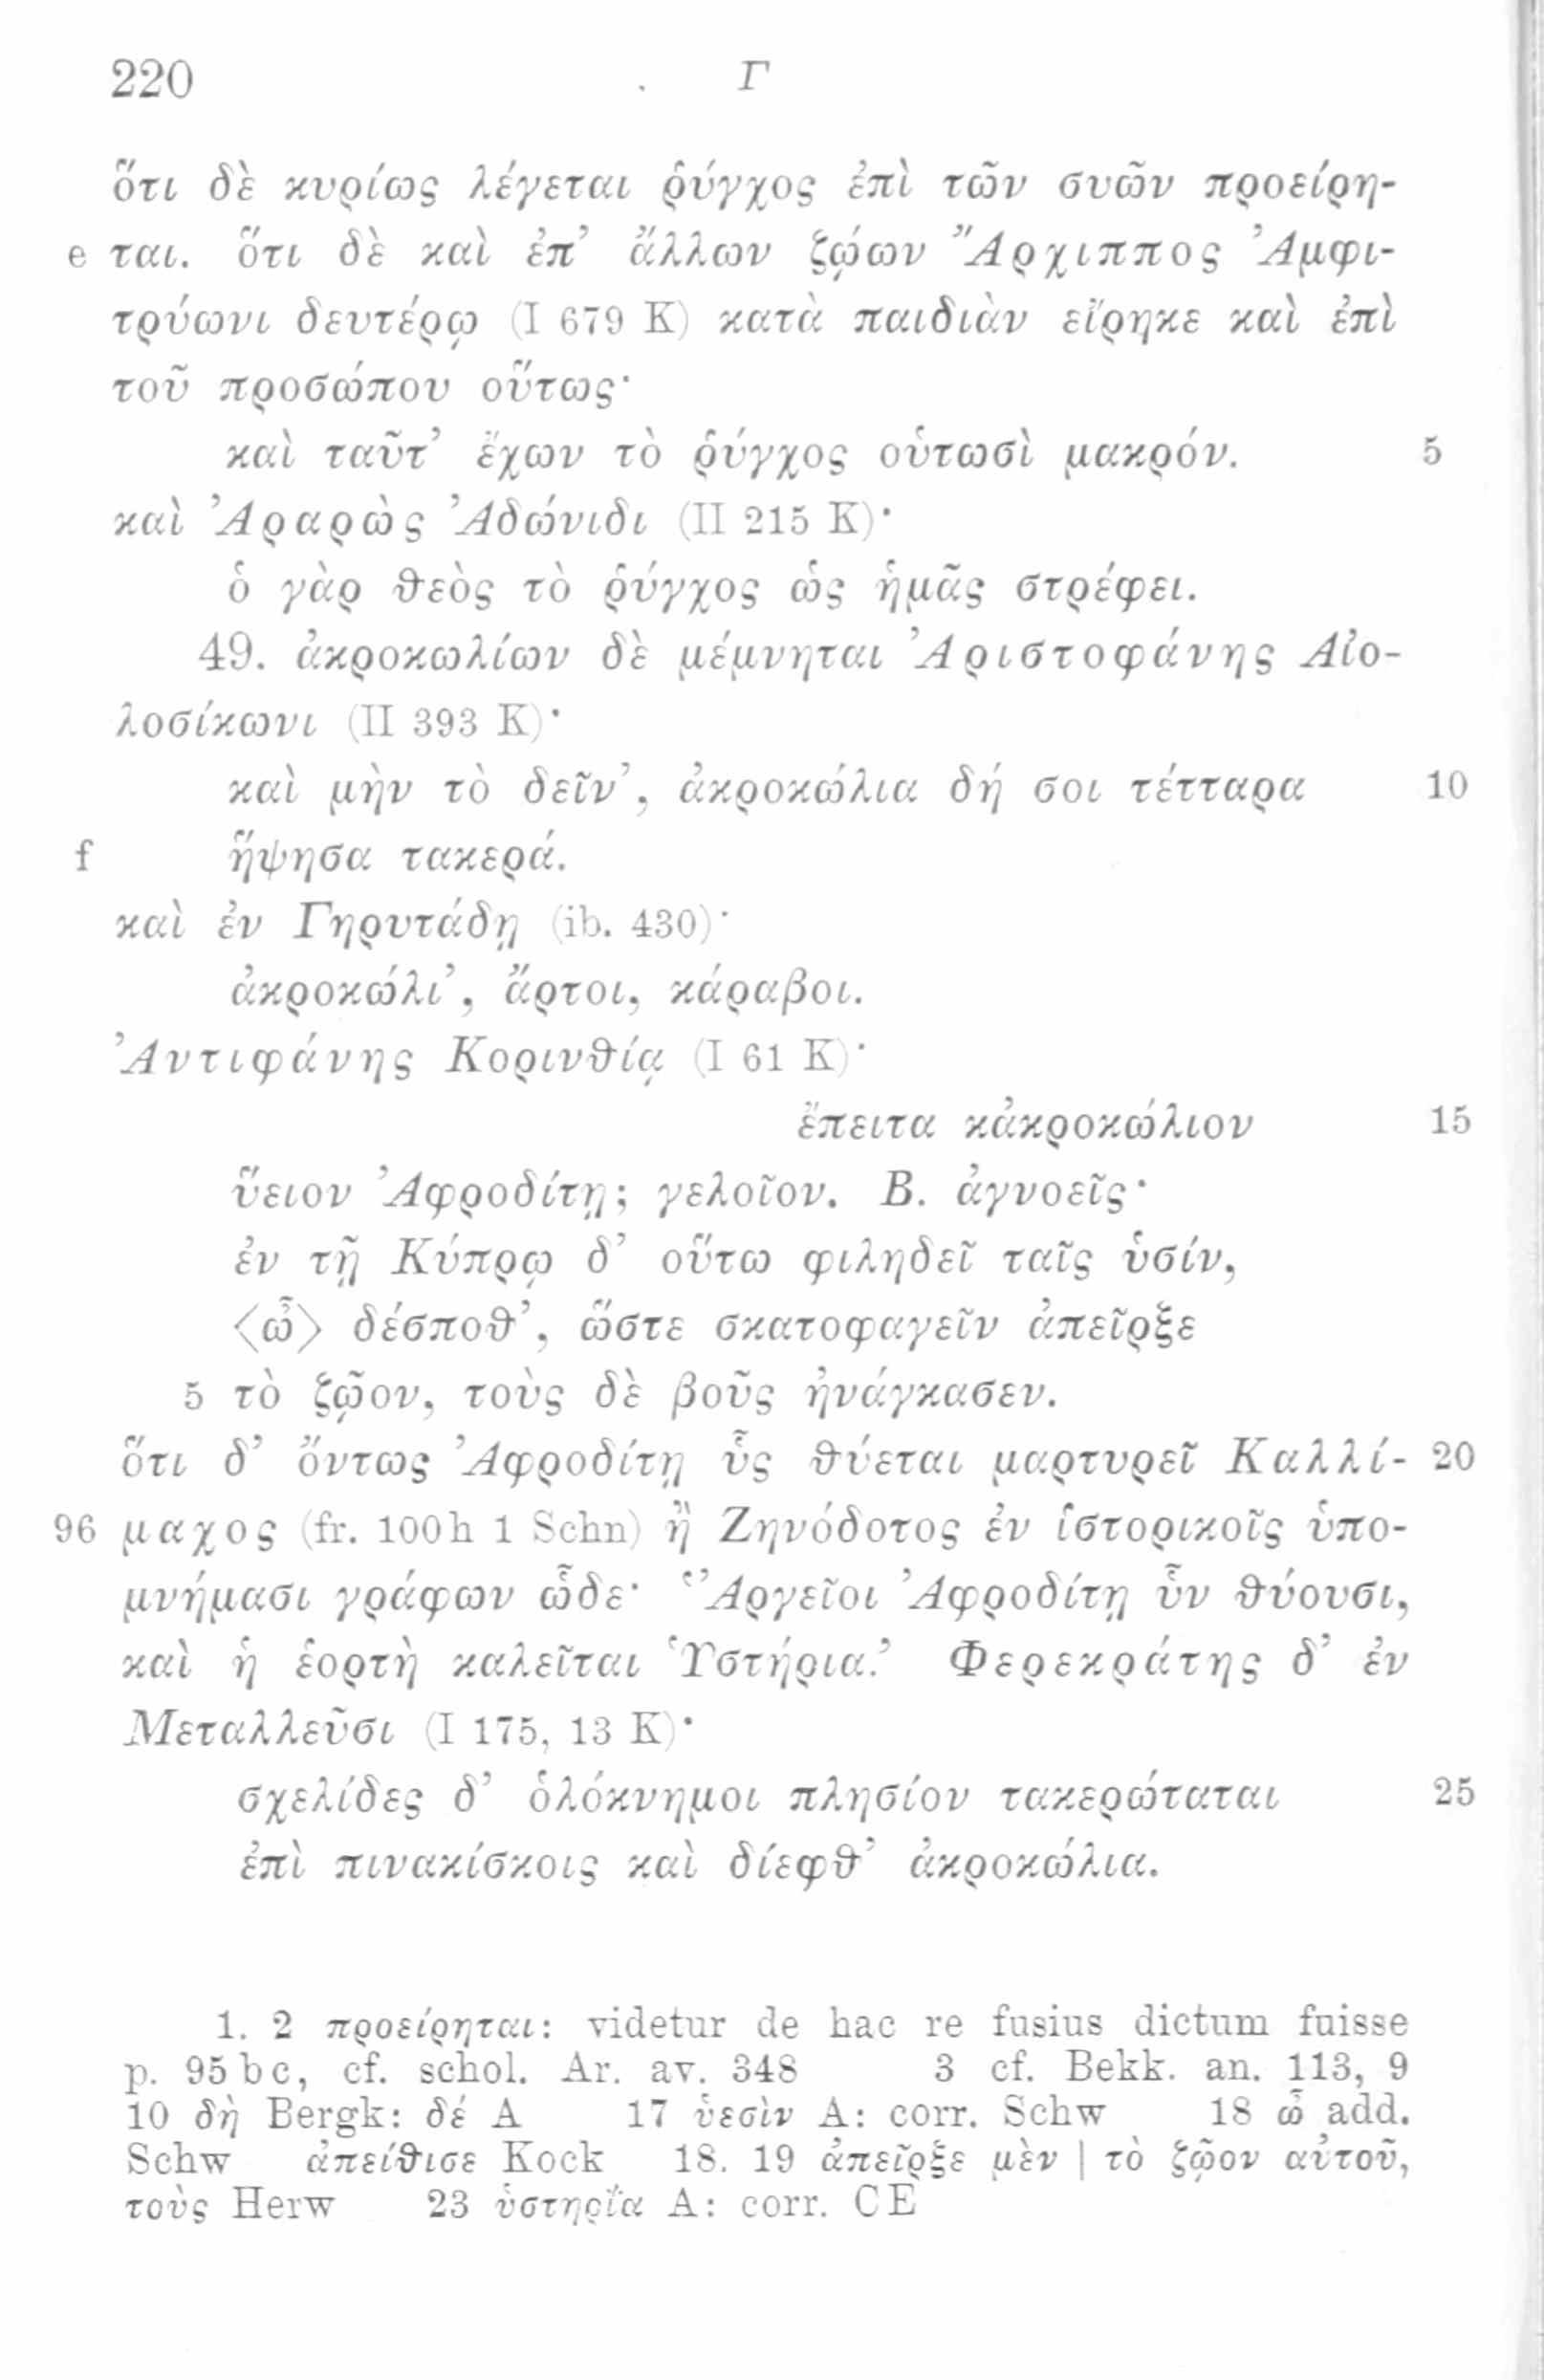 220 Γ
ὅτι δὲ κυρίως λέγεται ῥύγχος ἐπὶ τῶν συῶν προείρη-
e ται. ὅτι δὲ καὶ ἐπ’ ἄλλων ζῴων Ἄρχιππος Ἀμφι-
τρύωνι δευτέρῳ (I 679 K) κατὰ παιδιὰν εἴρηκε καὶ ἐπὶ
τοῦ προσώπου οὕτως·
καὶ ταῦτ’ ἔχων τὸ ῥύγχος οὑτωσὶ μακρόν. 5
καὶ Ἀραρὼς Ἀδώνιδι (II 215 K)·
ὁ γὰρ θεὸς τὸ ῥύγχος ὡς ἡμᾶς στρέφει.
49. ἀκροκωλίων δὲ μέμνηται Ἀριστοφάνης Αἰο-
λοσίκωνι (II 393 K)·
καὶ μὴν τὸ δεῖν’, ἀκροκώλια δή σοι τέτταρα 10
f ἥψησα τακερά.
καὶ ἐν Γηρυτάδῃ (ib. 430)·
ἀκροκώλι’, ἄρτοι, κάραβοι.
Ἀντιφάνης Κορινθίᾳ (I 61 K)·
ἔπειτα κἀκροκώλιον 15
ὕειον Ἀφροδίτῃ; γελοῖον. Β. ἀγνοεῖς·
ἐν τῇ Κύπρῳ δ’ οὕτω φιληδεῖ ταῖς ὑσίν,
<ὦ> δέσποθ’, ὥστε σκατοφαγεῖν ἀπεῖρξε
5 τὸ ζῷον, τοὺς δὲ βοῦς ἠνάγκασεν.
ὅτι δ’ ὄντως Ἀφροδίτῃ ὗς θύεται μαρτυρεῖ Καλλί- 20
96 μαχος (fr. 100h 1 Schn) ἢ Ζηνόδοτος ἐν ἱστορικοῖς ὑπο-
μνήμασι γράφων ὧδε· ‘Ἀργεῖοι Ἀφροδίτῃ ὗν θύουσι,
καὶ ἡ ἑορτὴ καλεῖται Ὑστήρια.’ Φερεκράτης δ’ ἐν
Μεταλλεῦσι (I 175, 13 K)·
σχελίδες δ’ ὁλόκνημοι πλησίον τακερώταται 25
ἐπὶ πινακίσκοις καὶ δίεφθ’ ἀκροκώλια.
1. 2 προείρηται: videtur de hac re fusius dictum fuisse
p. 95 b c, cf. schol. Ar. av. 348 3 cf. Bekk. an. 113, 9
10 δὴ Bergk: δέ A 17 ὑεσὶν A: corr. Schw 18 ὦ add.
Schw ἀπείθισε Kock 18. 19 ἀπεῖρξε μὲν | τὸ ζῷον αὐτοῦ,
τοὺς Herw 23 ὑστηρΐα A: corr. CE